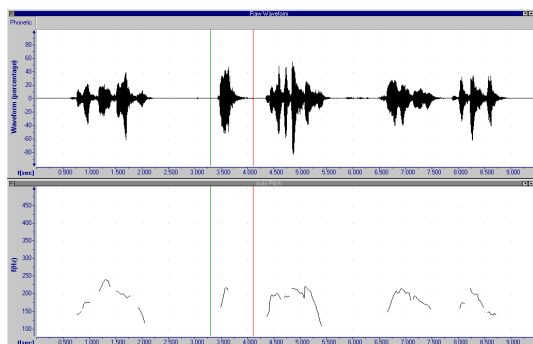 Raw Waveform
Phonetic
Waveform (percentage)
80
60
40
20
0
-20
-40
-60
-80
t(sec) 0.500 1.000 1.500 2.000 2.500 3.000 3.500 4.000 4.500 5.000 5.500 6.000 6.500 7.000 7.500 8.000 8.500 9.000
Auto Pitch
f(Hz)
450
400
350
300
250
200
150
100
t(sec) 0.500 1.000 1.500 2.000 2.500 3.000 3.500 4.000 4.500 5.000 5.500 6.000 6.500 7.000 7.500 8.000 8.500 9.000